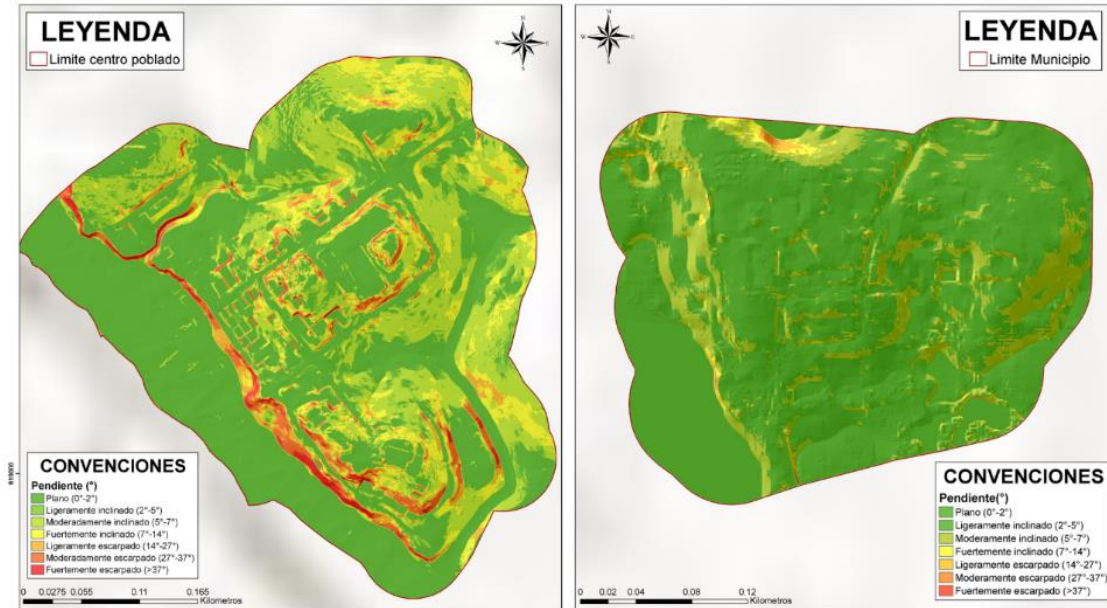 LEYENDA
Limite centro poblado
N
W E
S
CONVENCIONES
Pendiente (°)
Plano (0°-2°)
Ligeramente inclinado (2°-5°)
Moderadamente inclinado (5°-7°)
Fuertemente inclinado (7°-14°)
Ligeramente escarpado (14°-27°)
Moderadamente escarpado (27°-37°)
Fuertemente escarpado (>37°)
0 0.0275 0.055 0.11 0.165
Kilometros
LEYENDA
Limite Municipio
N
W E
S
CONVENCIONES
Pendiente(°)
Plano (0°-2°)
Ligeramente inclinado (2°-5°)
Moderadamente inclinado (5°-7°)
Fuertemente inclinado (7°-14°)
Ligeramente escarpado (14°-27°)
Moderadamente escarpado (27°-37°)
Fuertemente escarpado (>37°)
0 0.02 0.04 0.08 0.12
Kilometros